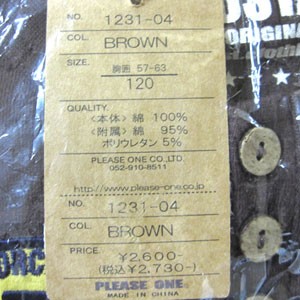 NO. 1231-04
COL. BROWN
SIZE. 胸囲 57-63
120
QUALITY.
〈本体〉綿 100%
〈附属〉綿 95%
ポリウレタン 5%
PLEASE ONE CO.LTD.
052-910-8511
http://www.please-one.co.jp
NO. 1231-04
COL. BROWN
PRICE. ¥2,600-
(税込¥2,730-)
PLEASE ONE.
MADE IN CHINA
ORIGINAL